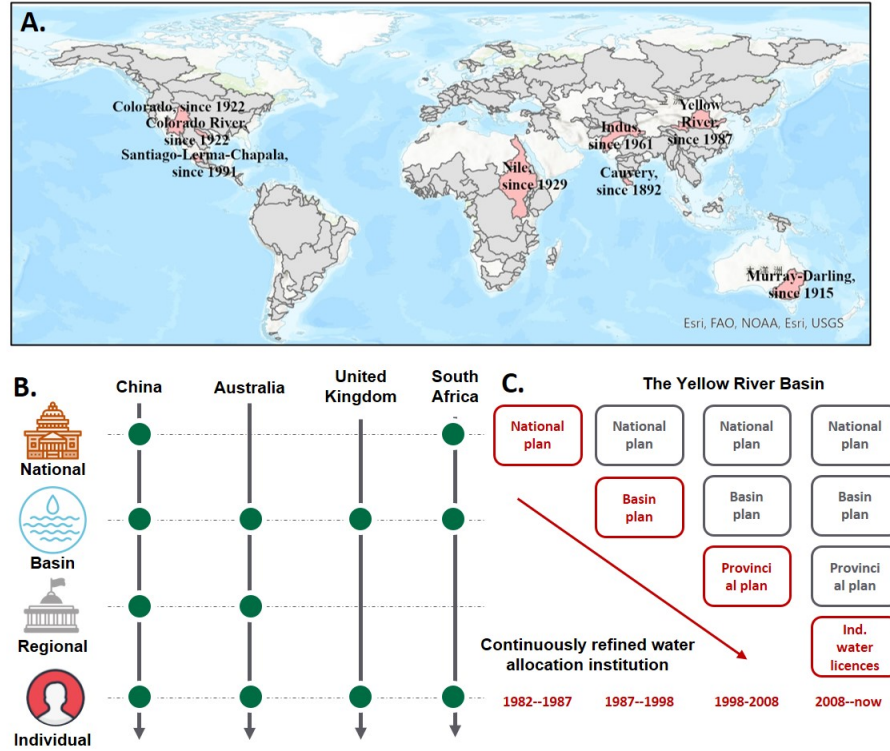 A.
Colorado, since 1922
Colorado River,
since 1922
Santiago-Lerma-Chapala,
since 1991
Nile,
since 1929
Indus,
since 1961
Yellow
River,
since 1987
Cauvery,
since 1892
Murray-Darling,
since 1915
Esri, FAO, NOAA, Esri, USGS
B.
China
Australia
United
Kingdom
South
Africa
National
Basin
Regional
Individual
C.
The Yellow River Basin
National
plan
National
plan
National
plan
National
plan
Basin
plan
Basin
plan
Basin
plan
Provinci
al plan
Provinci
al plan
Ind.
water
licences
Continuously refined water
allocation institution
1982--1987
1987--1998
1998-2008
2008--now